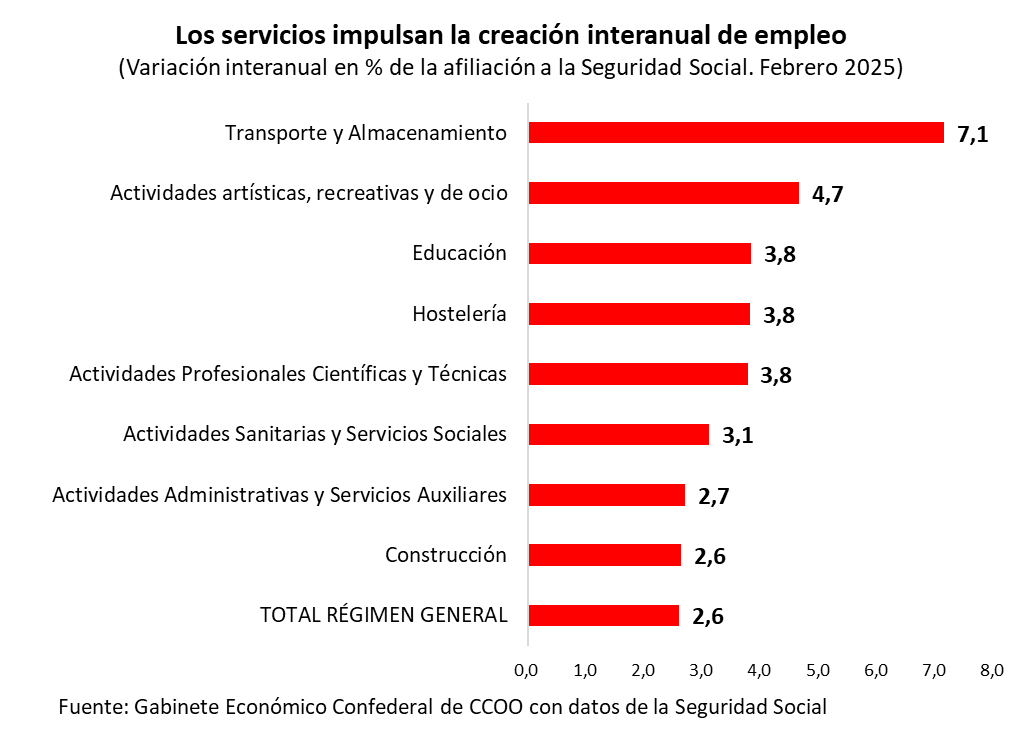 Los servicios impulsan la creación interanual de empleo
(Variación interanual en % de la afiliación a la Seguridad Social. Febrero 2025)
Transporte y Almacenamiento 7,1
Actividades artísticas, recreativas y de ocio 4,7
Educación 3,8
Hostelería 3,8
Actividades Profesionales Científicas y Técnicas 3,8
Actividades Sanitarias y Servicios Sociales 3,1
Actividades Administrativas y Servicios Auxiliares 2,7
Construcción 2,6
TOTAL RÉGIMEN GENERAL 2,6
0,0 1,0 2,0 3,0 4,0 5,0 6,0 7,0 8,0
Fuente: Gabinete Económico Confederal de CCOO con datos de la Seguridad Social